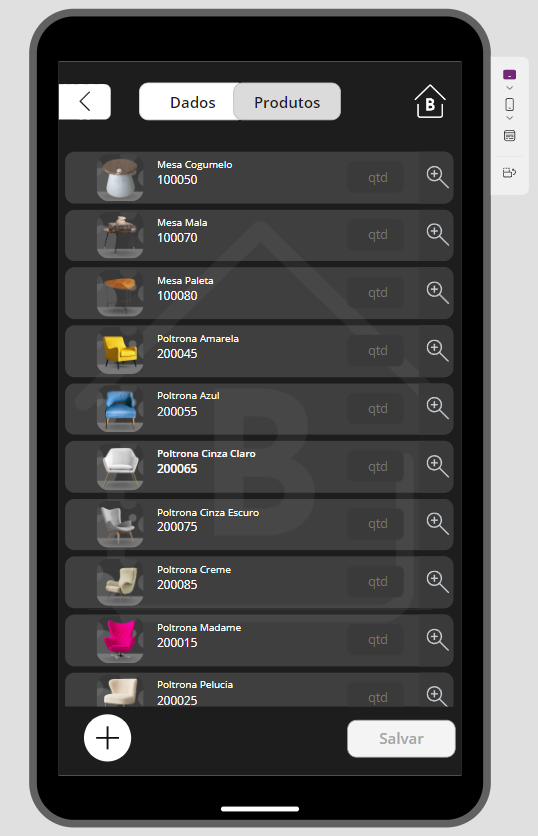 Dados
Produtos
B
Mesa Cogumelo
100050
qtd
Mesa Mala
100070
qtd
Mesa Paleta
100080
qtd
Poltrona Amarela
200045
qtd
Poltrona Azul
200055
qtd
Poltrona Cinza Claro
200065
qtd
Poltrona Cinza Escuro
200075
qtd
Poltrona Creme
200085
qtd
Poltrona Madame
200015
qtd
Poltrona Pelucia
200025
qtd
B
Salvar